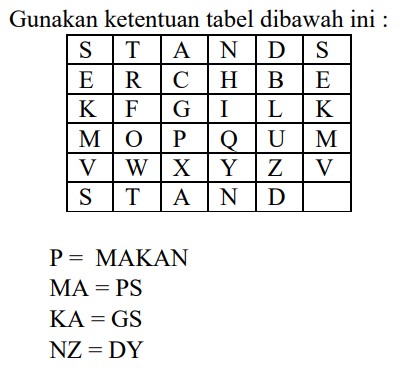 Gunakan ketentuan tabel dibawah ini :
S T A N D S
E R C H B E
K F G I L K
M O P Q U M
V W X Y Z V
S T A N D
P = MAKAN
MA = PS
KA = GS
NZ = DY